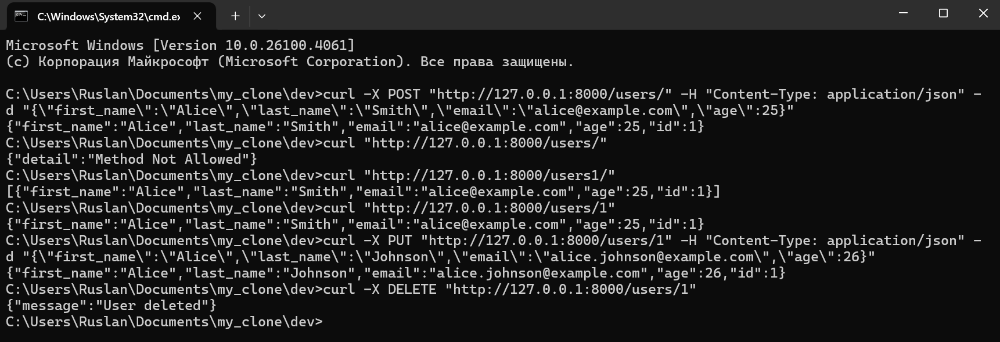 C:\Windows\System32\cmd.ex
Microsoft Windows [Version 10.0.26100.4061]
(c) Корпорация Майкрософт (Microsoft Corporation). Все права защищены.
C:\Users\Ruslan\Documents\my_clone\dev>curl -X POST "http://127.0.0.1:8000/users/" -H "Content-Type: application/json" -
d "{\"first_name\":\"Alice\",\"last_name\":\"Smith\",\"email\":\"alice@example.com\",\"age\":25}"
{"first_name":"Alice","last_name":"Smith","email":"alice@example.com","age":25,"id":1}
C:\Users\Ruslan\Documents\my_clone\dev>curl "http://127.0.0.1:8000/users/"
{"detail":"Method Not Allowed"}
C:\Users\Ruslan\Documents\my_clone\dev>curl "http://127.0.0.1:8000/users1/"
[{"first_name":"Alice","last_name":"Smith","email":"alice@example.com","age":25,"id":1}]
C:\Users\Ruslan\Documents\my_clone\dev>curl "http://127.0.0.1:8000/users/1"
{"first_name":"Alice","last_name":"Smith","email":"alice@example.com","age":25,"id":1}
C:\Users\Ruslan\Documents\my_clone\dev>curl -X PUT "http://127.0.0.1:8000/users/1" -H "Content-Type: application/json" -
d "{\"first_name\":\"Alice\",\"last_name\":\"Johnson\",\"email\":\"alice.johnson@example.com\",\"age\":26}"
{"first_name":"Alice","last_name":"Johnson","email":"alice.johnson@example.com","age":26,"id":1}
C:\Users\Ruslan\Documents\my_clone\dev>curl -X DELETE "http://127.0.0.1:8000/users/1"
{"message":"User deleted"}
C:\Users\Ruslan\Documents\my_clone\dev>